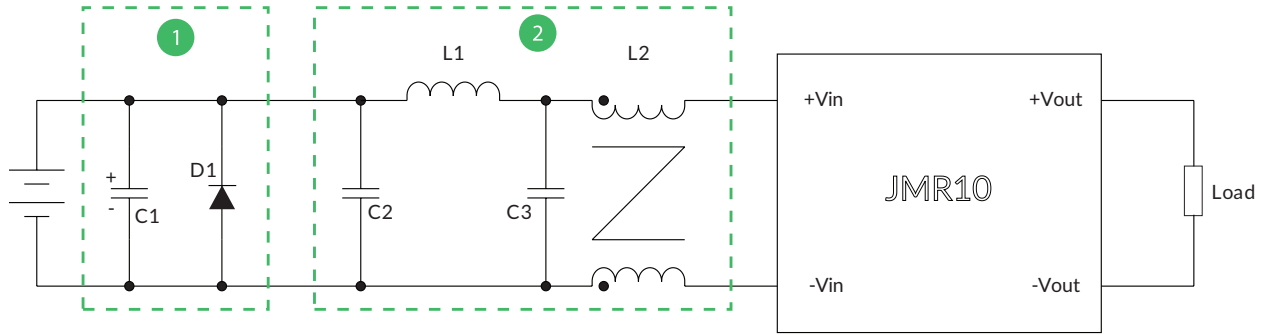 1
2
L1
L2
+Vin
+Vout
D1
+
-
C1
C2
C3
JMR10
Load
-Vin
-Vout